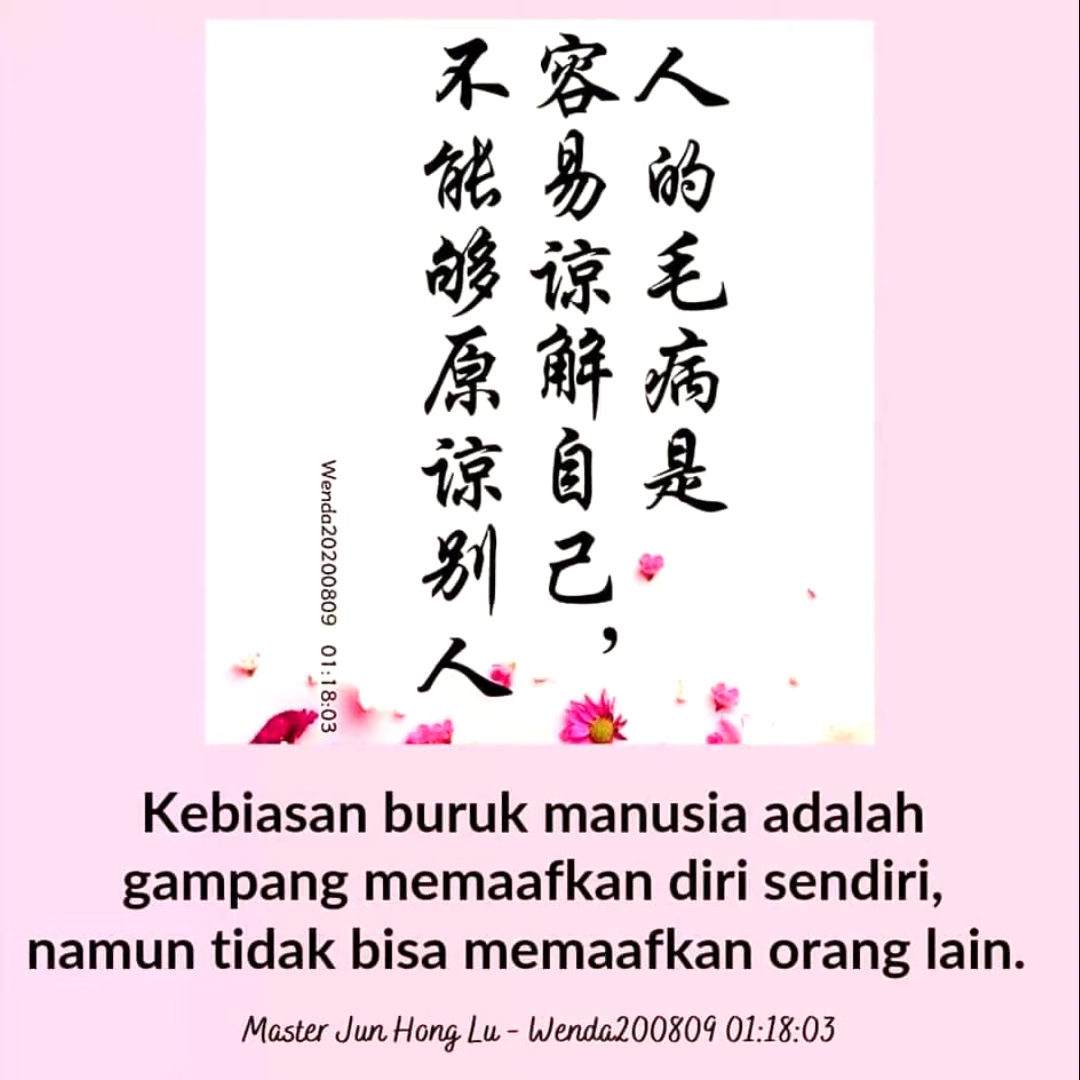 人的毛病是
容易谅解自己，
不能够原谅别人
Wenda20200809 01:18:03
Kebiasan buruk manusia adalah
gampang memaafkan diri sendiri,
namun tidak bisa memaafkan orang lain.
Master Jun Hong Lu - Wenda200809 01:18:03